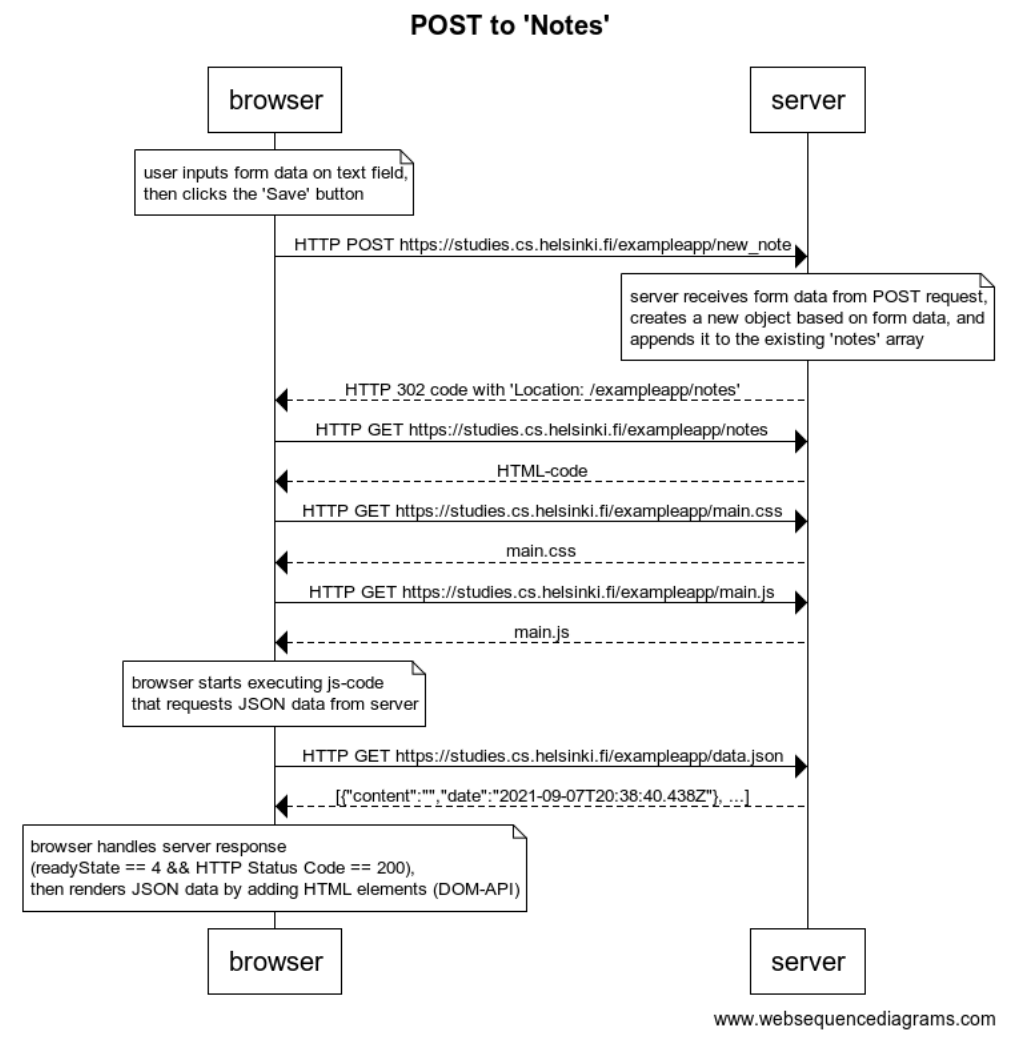 POST to 'Notes'
browser
server
user inputs form data on text field,
then clicks the 'Save' button
HTTP POST https://studies.cs.helsinki.fi/exampleapp/new_note
server receives form data from POST request,
creates a new object based on form data, and
appends it to the existing 'notes' array
HTTP 302 code with 'Location: /exampleapp/notes'
HTTP GET https://studies.cs.helsinki.fi/exampleapp/notes
HTML-code
HTTP GET https://studies.cs.helsinki.fi/exampleapp/main.css
main.css
HTTP GET https://studies.cs.helsinki.fi/exampleapp/main.js
main.js
browser starts executing js-code
that requests JSON data from server
HTTP GET https://studies.cs.helsinki.fi/exampleapp/data.json
[{"content":"","date":"2021-09-07T20:38:40.438Z"}, ...]
browser handles server response
(readyState == 4 && HTTP Status Code == 200),
then renders JSON data by adding HTML elements (DOM-API)
browser
server
www.websequencediagrams.com